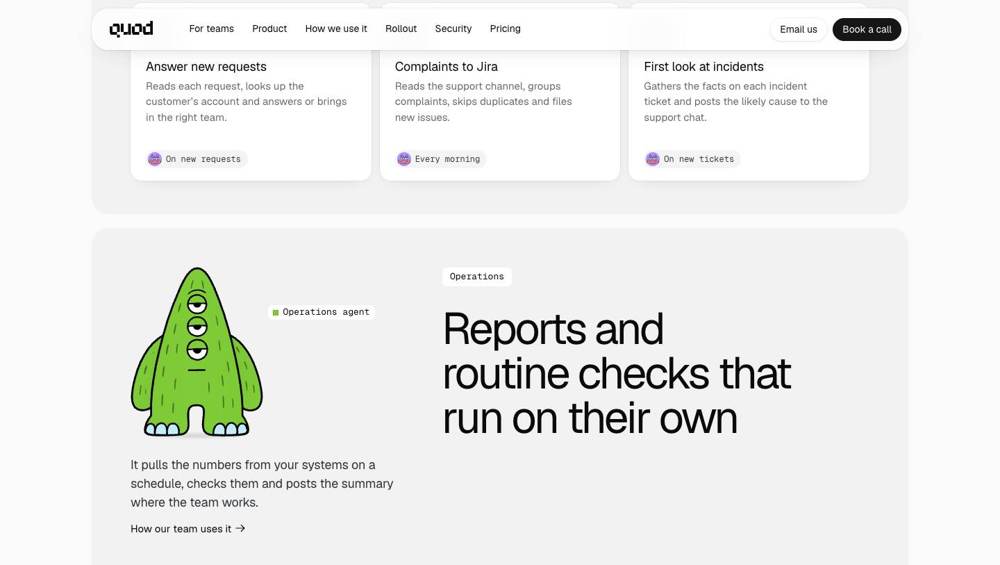 quod
For teams
Product
How we use it
Rollout
Security
Pricing
Email us
Book a call
Answer new requests
Reads each request, looks up the
customer's account and answers or brings
in the right team.
On new requests
Complaints to Jira
Reads the support channel, groups
complaints, skips duplicates and files
new issues.
Every morning
First look at incidents
Gathers the facts on each incident
ticket and posts the likely cause to the
support chat.
On new tickets
Operations agent
It pulls the numbers from your systems on a
schedule, checks them and posts the summary
where the team works.
How our team uses it →
Operations
Reports and
routine checks that
run on their own